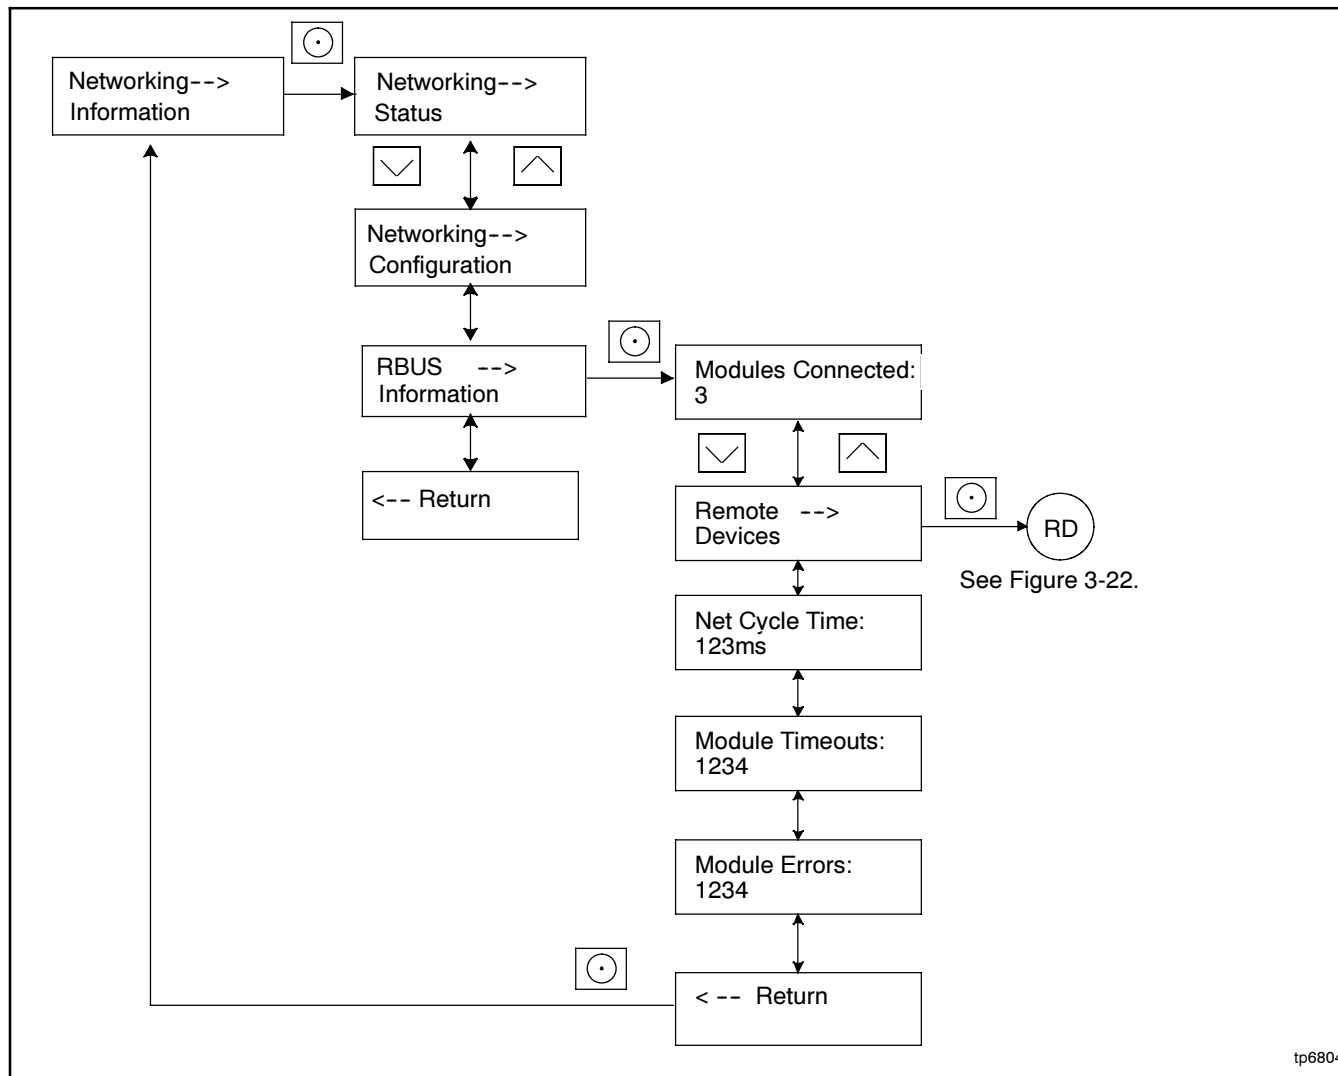 Networking-->
Information
Networking-->
Status
Networking-->
Configuration
RBUS -->
Information
<-- Return
Modules Connected:
3
Remote -->
Devices
RD
See Figure 3-22.
Net Cycle Time:
123ms
Module Timeouts:
1234
Module Errors:
1234
< -- Return
tp6804